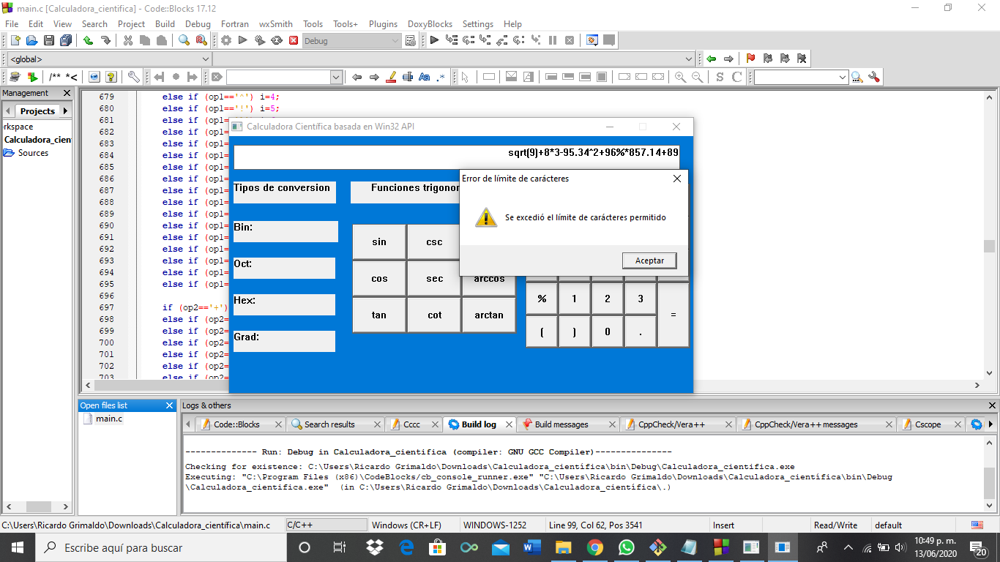 main.c [Calculadora_cientifica] - Code::Blocks 17.12
File Edit View Search Project Build Debug Fortran wxSmith Tools Tools+ Plugins DoxyBlocks Settings Help
Debug
<global>
/** *<
Management
Projects
rkspace
Calculadora_cien
Sources
679 else if (op1=='^') i=4;
680 else if (op1=='!') i=5;
681 else if (op1=
682 else if (op1=
683 else if (op1=
684 else if (op1=
685 else if (op1=
686 else if (op1=
687 else if (op1=
688 else if (op1=
689 else if (op1=
690 else if (op1=
691 else if (op1=
692 else if (op1=
693 else if (op1=
694 else if (op1=
695 else if (op1=
696
697 if (op2=='+')
698 else if (op2=
699 else if (op2=
700 else if (op2=
701 else if (op2=
702 else if (op2=
703 else if (op2=
Calculadora Científica basada en Win32 API
sqrt(9)+8*3-95.34^2+96%*857.14+89
Tipos de conversion
Funciones trigonor
Bin:
Oct:
Hex:
Grad:
sin csc
cos sec arccos
tan cot arctan
% 1 2 3 =
( ) 0 .
Error de límite de carácteres
Se excedió el límite de carácteres permitido
Aceptar
Open files list
main.c
Logs & others
Code::Blocks Search results Cccc Build log Build messages CppCheck/Vera++ CppCheck/Vera++ messages Cscope
-------------- Run: Debug in Calculadora_cientifica (compiler: GNU GCC Compiler)---------------
Checking for existence: C:\Users\Ricardo Grimaldo\Downloads\Calculadora_científica\bin\Debug\Calculadora_cientifica.exe
Executing: "C:\Program Files (x86)\CodeBlocks/cb_console_runner.exe" "C:\Users\Ricardo Grimaldo\Downloads\Calculadora_científica\bin\Debug
\Calculadora_cientifica.exe"  (in C:\Users\Ricardo Grimaldo\Downloads\Calculadora_científica\.)
C:\Users\Ricardo Grimaldo\Downloads\Calculadora_científica\main.c C/C++ Windows (CR+LF) WINDOWS-1252 Line 99, Col 62, Pos 3541 Insert Read/Write default
Escribe aquí para buscar
10:49 p. m.
13/06/2020
20